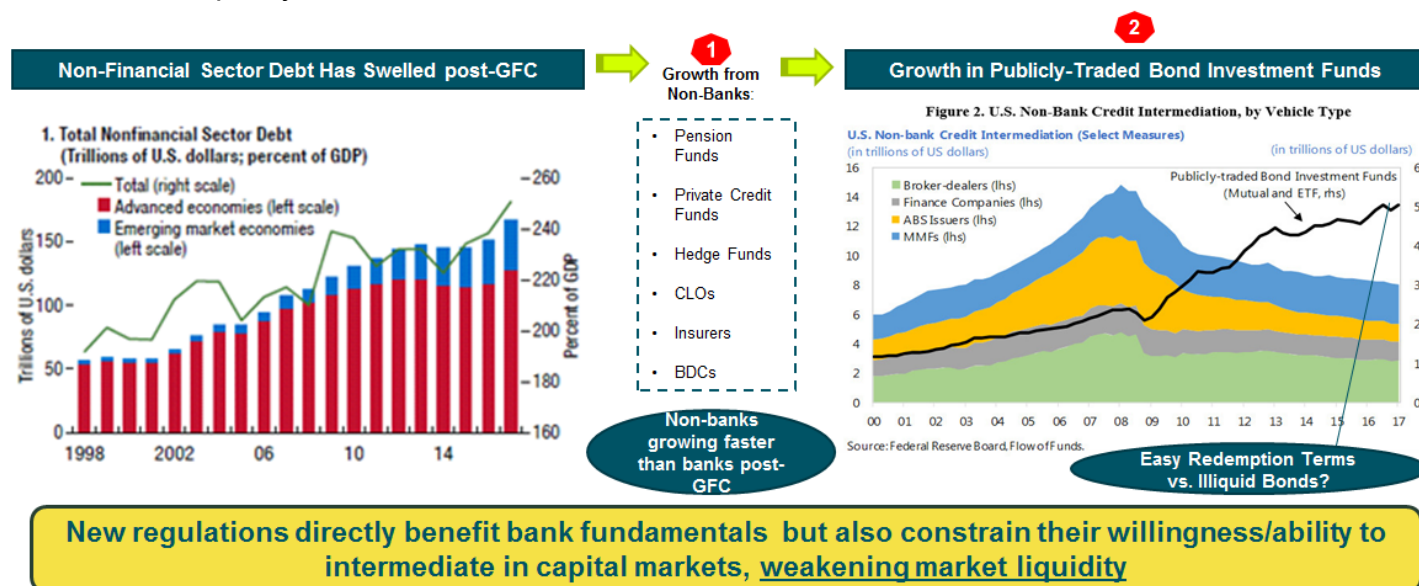 2
1
Non-Financial Sector Debt Has Swelled post-GFC
Growth from
Non-Banks:
Growth in Publicly-Traded Bond Investment Funds
1. Total Nonfinancial Sector Debt
(Trillions of U.S. dollars; percent of GDP)
200
150
100
50
0
Trillions of U.S. dollars
Total (right scale)
Advanced economies (left scale)
Emerging market economies
(left scale)
260
240
220
200
180
160
Percent of GDP
1998
2002
06
10
14
• Pension
Funds
• Private Credit
Funds
• Hedge Funds
• CLOs
• Insurers
• BDCs
Non-banks
growing faster
than banks post-
GFC
Figure 2. U.S. Non-Bank Credit Intermediation, by Vehicle Type
U.S. Non-bank Credit Intermediation (Select Measures)
(in trillions of US dollars)
(in trillions of US dollars)
16
14
12
10
8
6
4
2
0
Broker-dealers (lhs)
Finance Companies (lhs)
ABS Issuers (lhs)
MMFs (lhs)
Publicly-traded Bond Investment Funds
(Mutual and ETF, rhs)
6
5
4
3
2
1
0
00 01 02 03 04 05 06 07 08 09 10 11 12 13 14 15 16 17
Source: Federal Reserve Board, Flow of Funds.
Easy Redemption Terms
vs. Illiquid Bonds?
New regulations directly benefit bank fundamentals but also constrain their willingness/ability to
intermediate in capital markets, weakening market liquidity